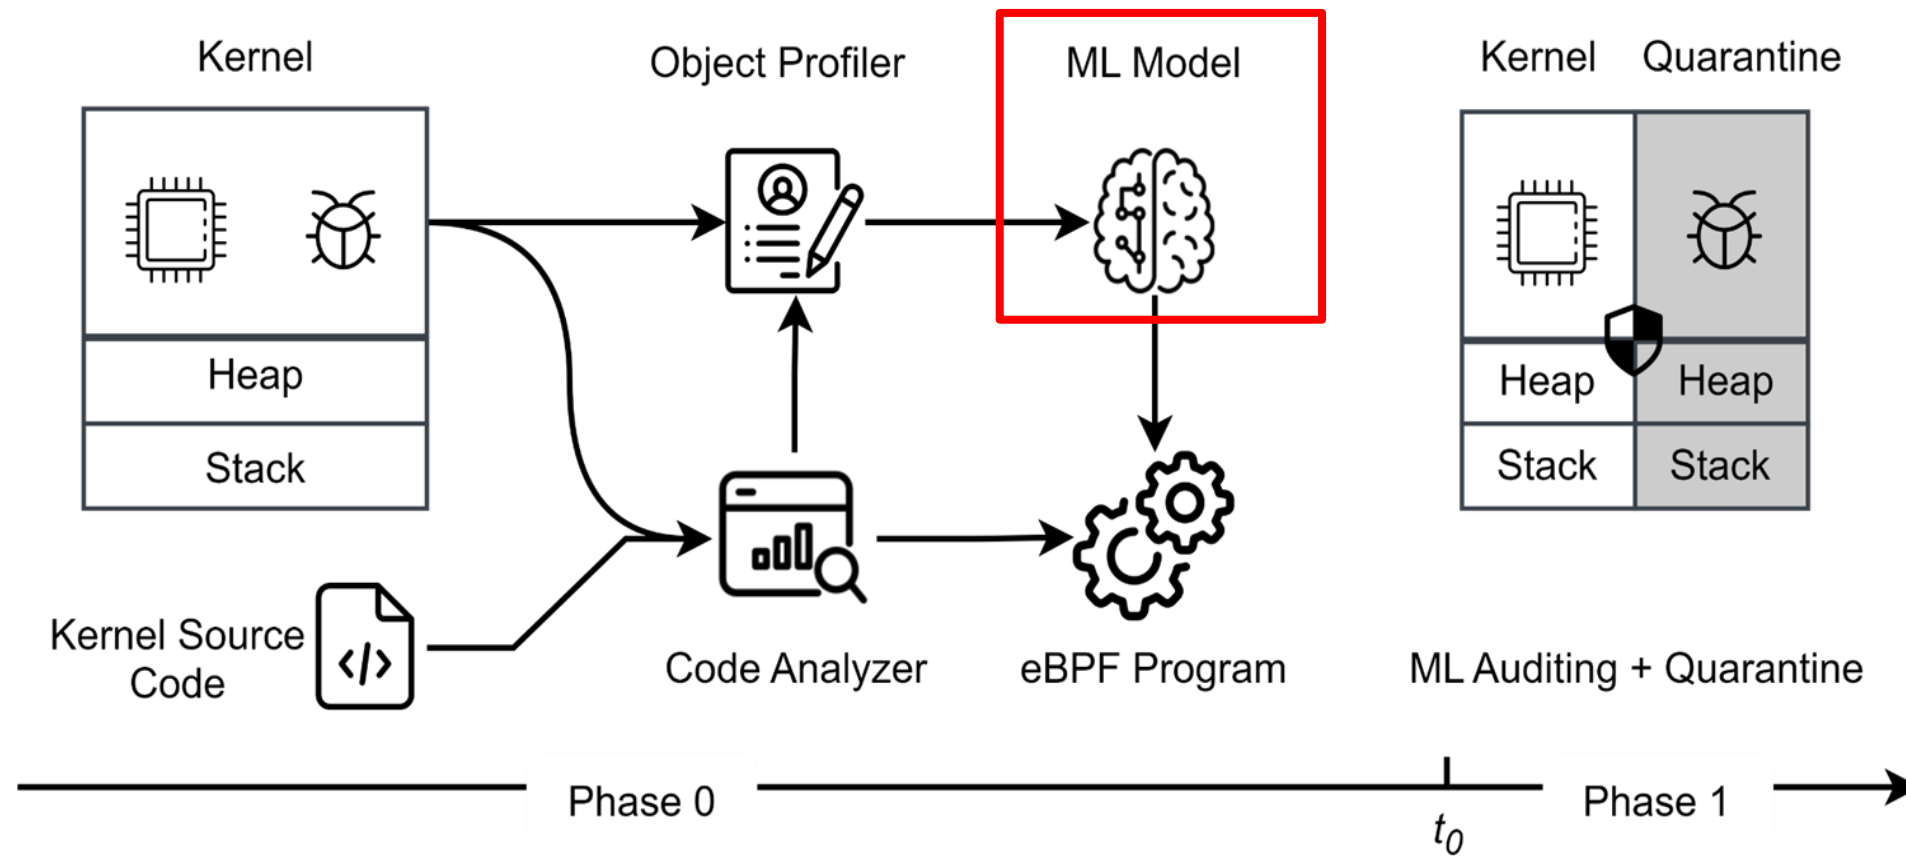 Kernel
Object Profiler
ML Model
Kernel
Quarantine
Heap
Stack
Heap
Heap
Stack
Stack
</>
Kernel Source
Code
Code Analyzer
eBPF Program
ML Auditing + Quarantine
Phase 0
t0
Phase 1